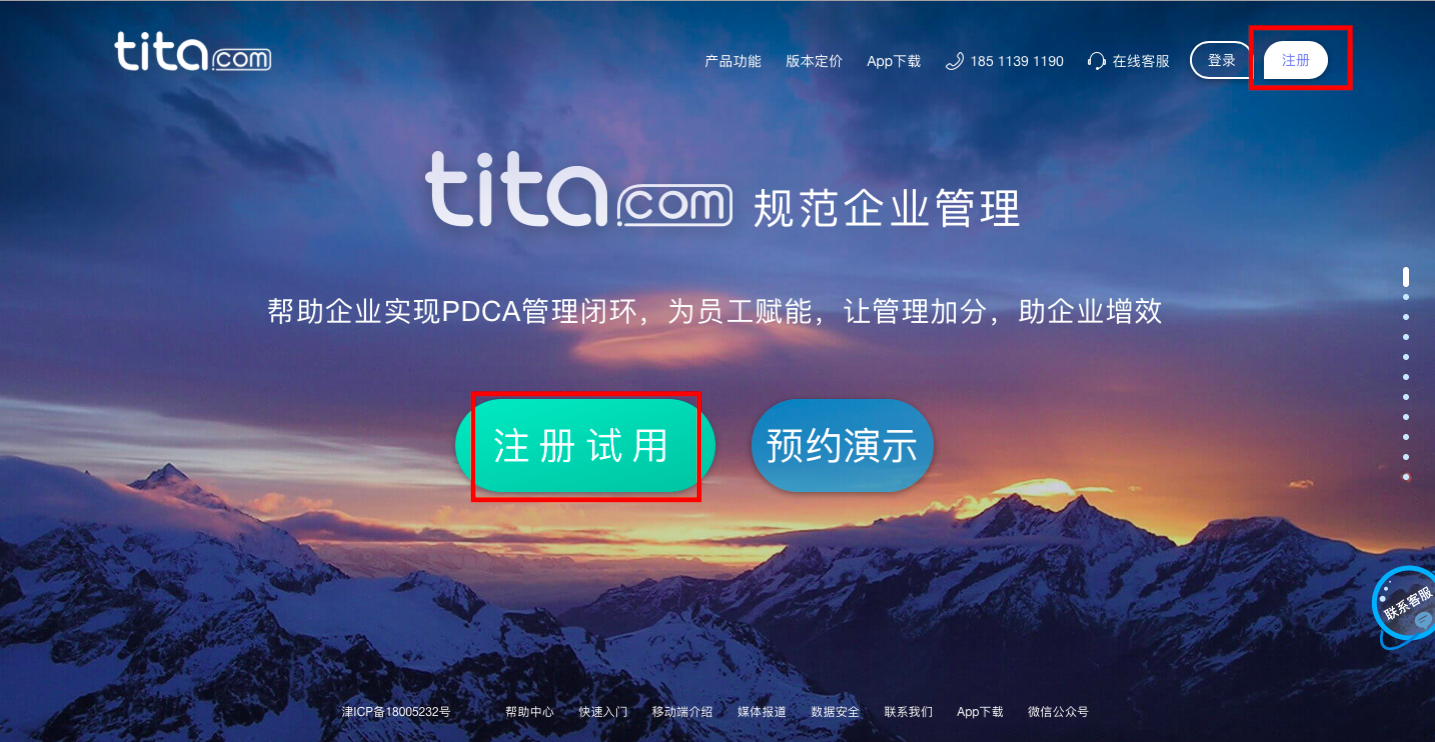 tita.com
产品功能 版本定价 App下载 185 1139 1190 在线客服 登录 注册
tita.com 规范企业管理
帮助企业实现PDCA管理闭环，为员工赋能，让管理加分，助企业增效
注册试用 预约演示
联系客服
津ICP备18005232号 帮助中心 快速入门 移动端介绍 媒体报道 数据安全 联系我们 App下载 微信公众号